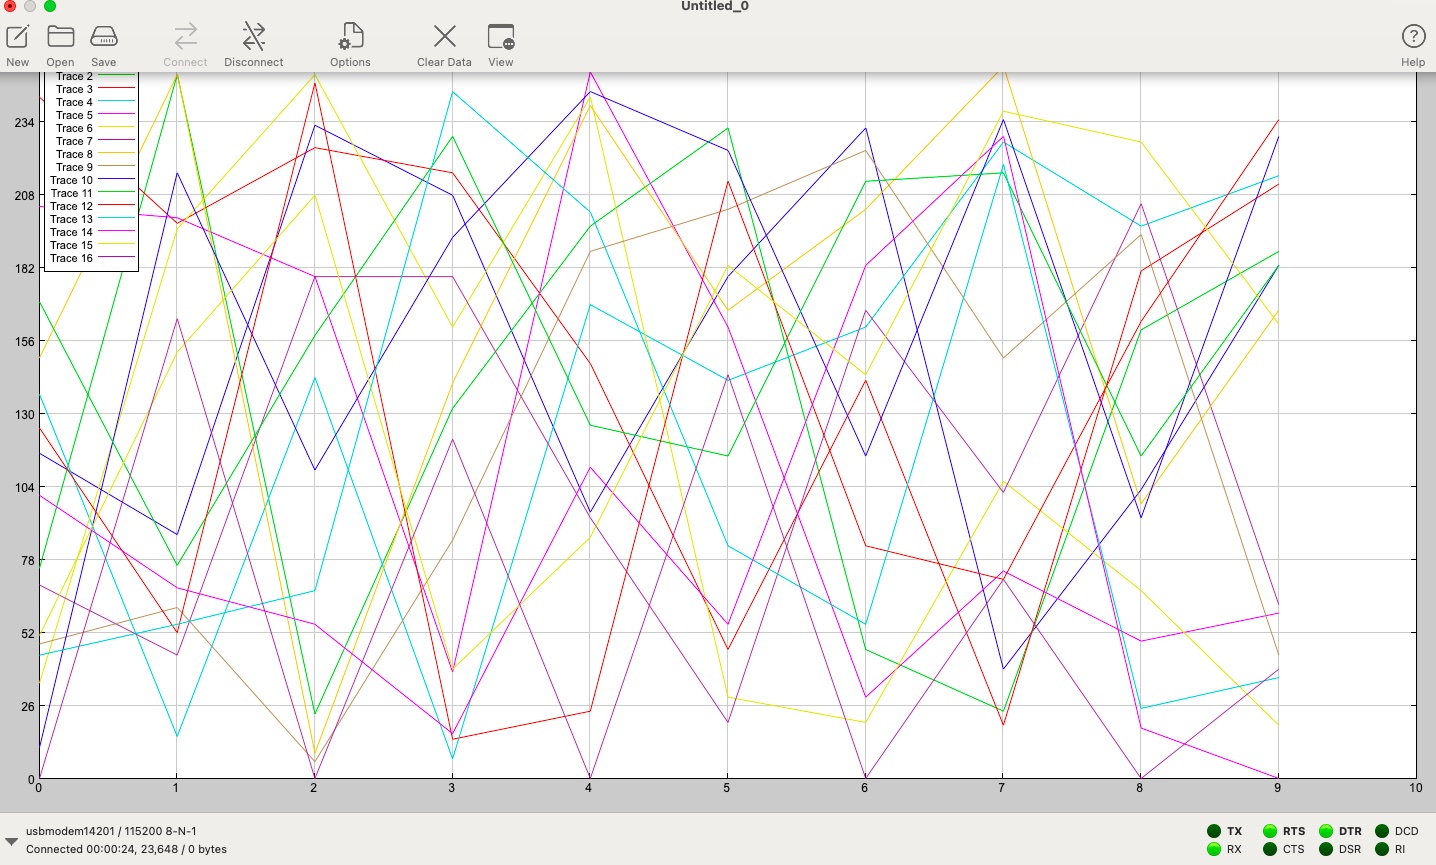 Untitled_0
New Open Save Connect Disconnect Options Clear Data View Help
Trace 2
Trace 3
Trace 4
Trace 5
Trace 6
Trace 7
Trace 8
Trace 9
Trace 10
Trace 11
Trace 12
Trace 13
Trace 14
Trace 15
Trace 16
234
208
182
156
130
104
78
52
26
0
0 1 2 3 4 5 6 7 8 9 10
usbmodem14201 / 115200 8-N-1
Connected 00:00:24, 23,648 / 0 bytes
TX RTS DTR DCD
RX CTS DSR RI